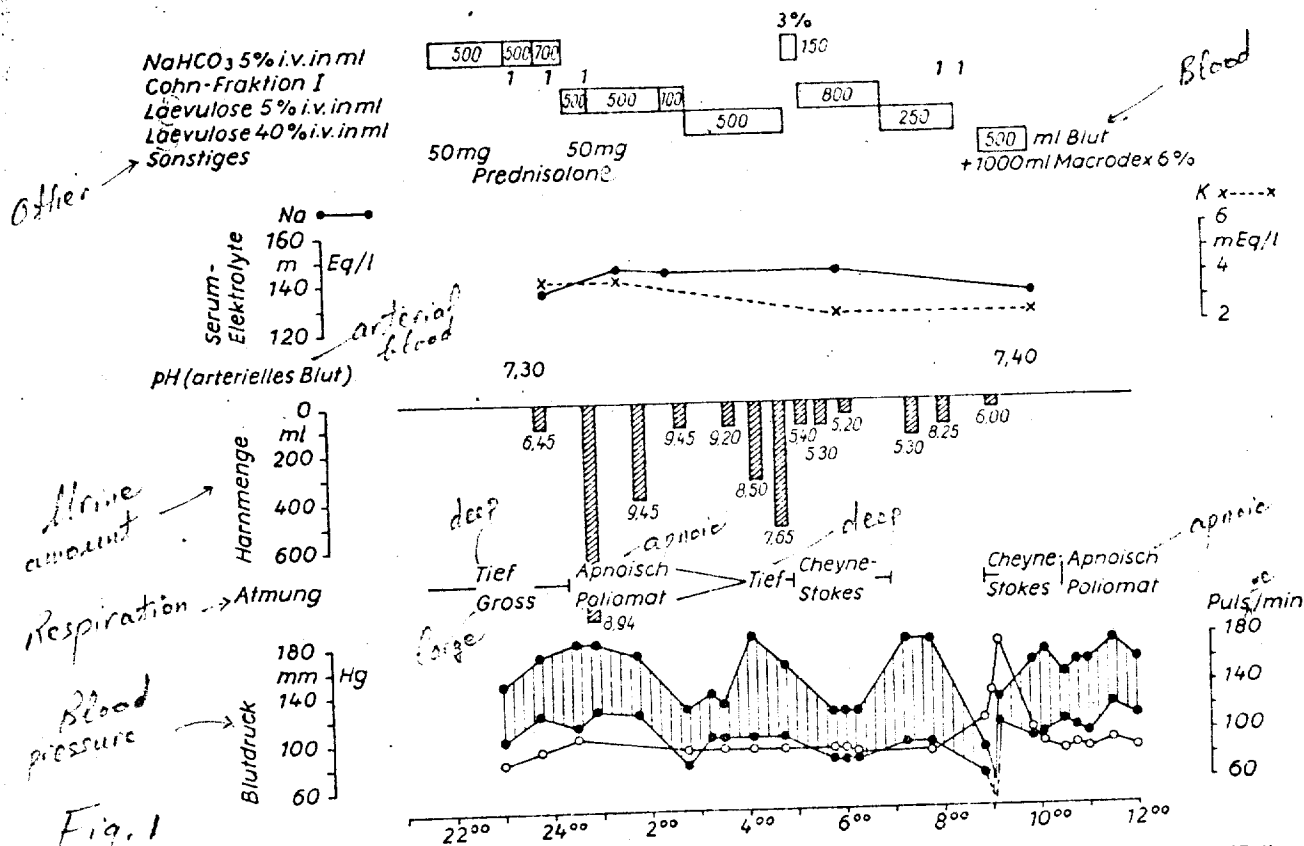 3%
NaHCO3 5% i.v. in ml 500 500 700 150
Cohn-Fraktion I 1 1 1 1 1
Laevulose 5% i.v. in ml 500 500 100 800
Laevulose 40% i.v. in ml 500 250
Sonstiges 50mg 50mg 500 ml Blut
Prednisolone +1000ml Macrodex 6%
Blood
Other
Na K
160 6
m Eq/l mEq/l
140 4
120 2
Serum-
Elektrolyte
arterial
blood
pH (arterielles Blut) 7,30 7,40
0
ml
200
400
600
Harnmenge
6,45 9,45 9,20 5,40 5,20 5,30 8,25 6,00
5,30
9,45 8,50
7,65
Urine
amount
deep apnoic deep apnoic
Tief Apnoisch Tief Cheyne- Cheyne- Apnoisch
Gross Poliomat Stokes Stokes Poliomat
Respiration Atmung
8,94
large
Puls/min
180 180
mm Hg
140 140
100 100
60 60
Blutdruck
Blood
pressure
22⁰⁰ 24⁰⁰ 2⁰⁰ 4⁰⁰ 6⁰⁰ 8⁰⁰ 10⁰⁰ 12⁰⁰
Fig. 1